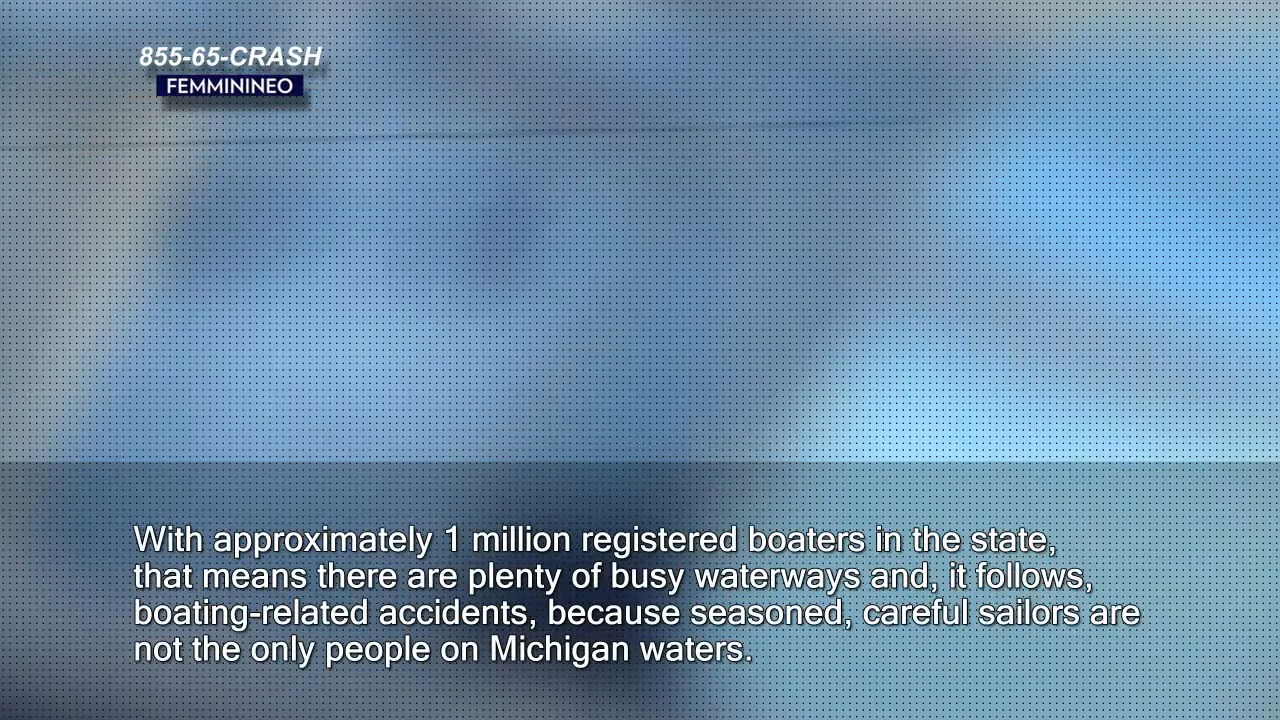 855-65-CRASH
FEMMININEO
With approximately 1 million registered boaters in the state,
that means there are plenty of busy waterways and, it follows,
boating-related accidents, because seasoned, careful sailors are
not the only people on Michigan waters.